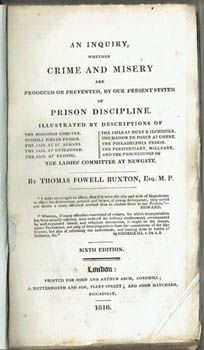 AN INQUIRY,
WHETHER
CRIME AND MISERY
ARE
PRODUCED OR PREVENTED, BY OUR PRESENT SYSTEM
OF
PRISON DISCIPLINE.
ILLUSTRATED BY DESCRIPTIONS OF
THE BOROUGH COMPTER.
TOTHILL FIELDS PRISON.
THE JAIL AT ST. ALBANS.
THE JAIL AT GUILDFORD.
THE JAIL AT BRISTOL.
THE JAILS AT BURY & ILCHESTER.
THE MAISON DE FORCE AT GHENT.
THE PHILADELPHIA PRISON.
THE PENITENTIARY, MILLBANK,
AND THE PROCEEDINGS OF
THE LADIES' COMMITTEE AT NEWGATE.
BY THOMAS FOWELL BUXTON, ESQ. M. P.
HOWARD.
SIXTH EDITION.
London:
PRINTED FOR JOHN AND ARTHUR ARCH, CORNHILL;
J. BUTTERWORTH AND SON, FLEET STREET; AND JOHN HATCHARD,
PICCADILLY.